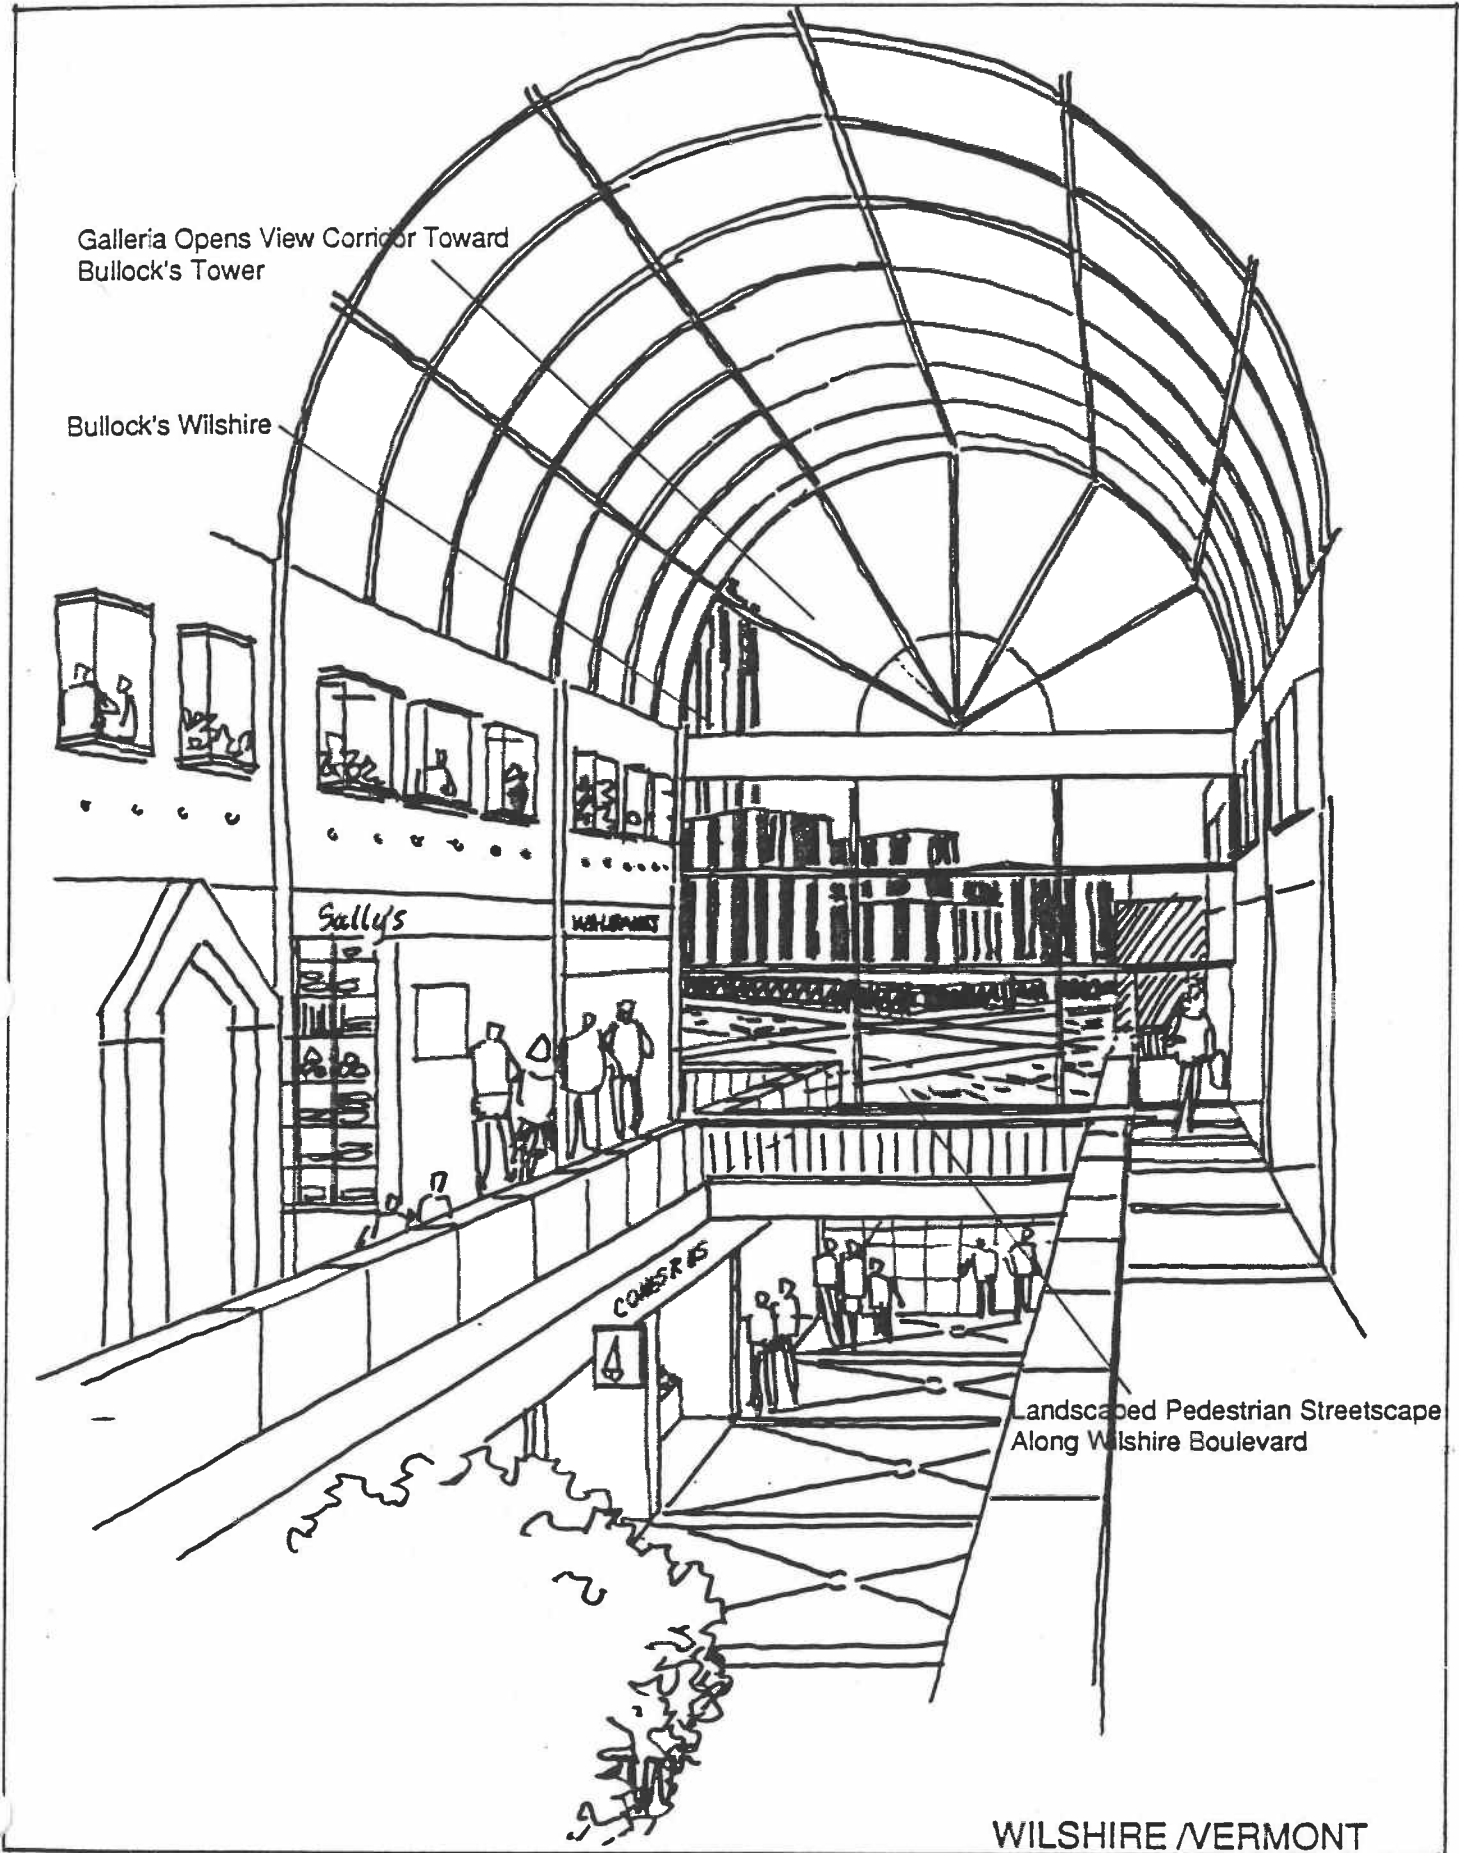 Galleria Opens View Corridor Toward
Bullock's Tower
Bullock's Wilshire
Sally's
Landscaped Pedestrian Streetscape
Along Wilshire Boulevard
WILSHIRE /VERMONT